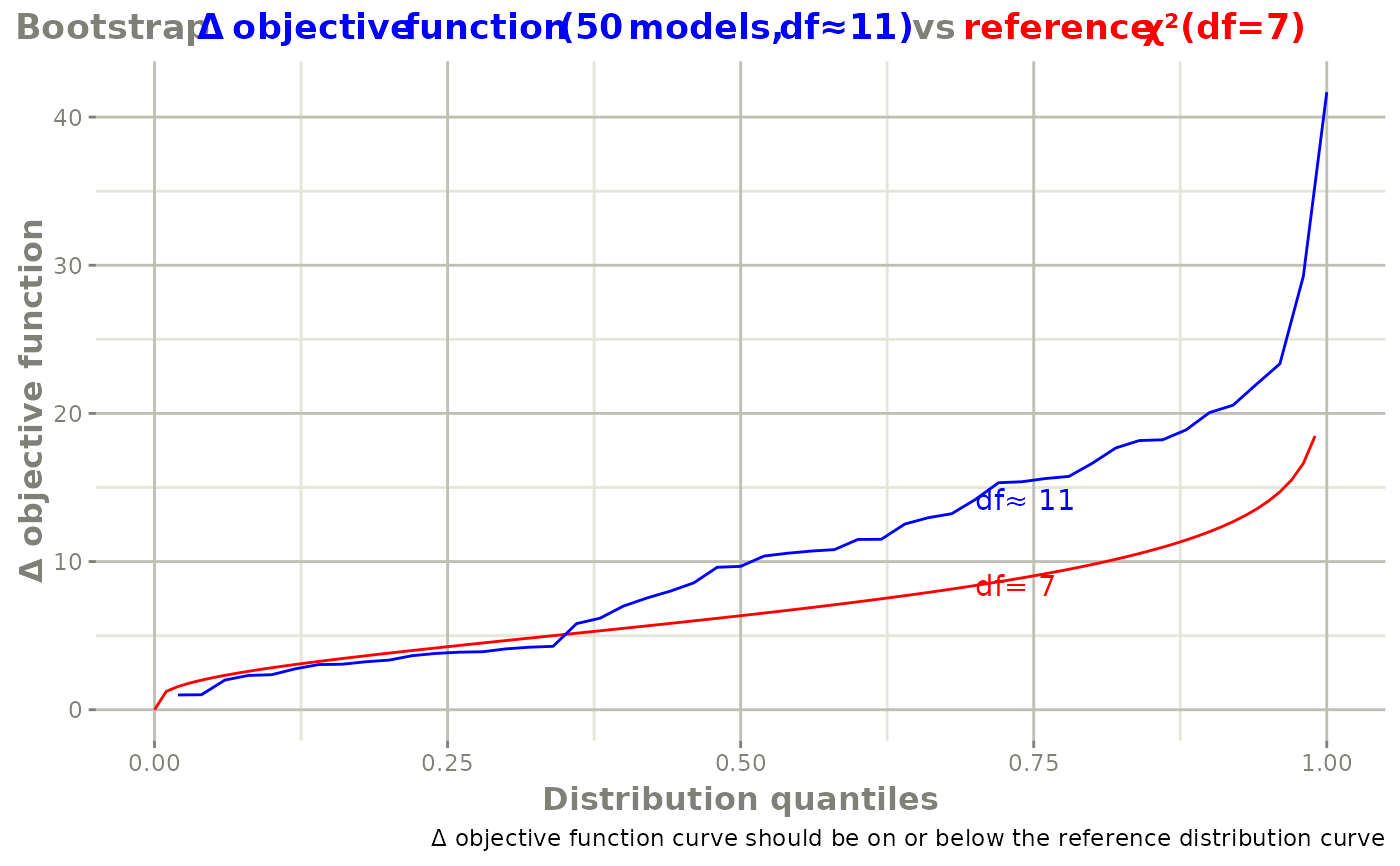 Bootstrap Δ objective function (50 models, df≈11) vs reference χ²(df=7)
Δ objective function
40
30
20
10
0
df≈ 11
df= 7
0.00 0.25 0.50 0.75 1.00
Distribution quantiles
Δ objective function curve should be on or below the reference distribution curve